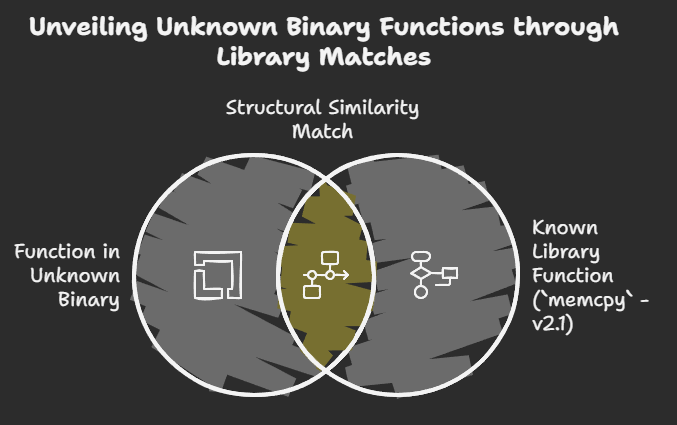 Unveiling Unknown Binary Functions through
Library Matches
Structural Similarity
Match
Function in
Unknown
Binary
Known
Library
Function
(`memcpy` -
v2.1)